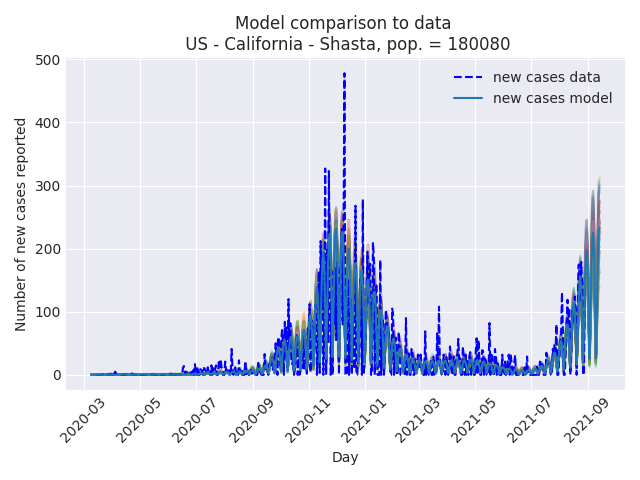 Model comparison to data
US - California - Shasta, pop. = 180080
Number of new cases reported
500
400
300
200
100
0
new cases data
new cases model
2020-03
2020-05
2020-07
2020-09
2020-11
2021-01
2021-03
2021-05
2021-07
2021-09
Day